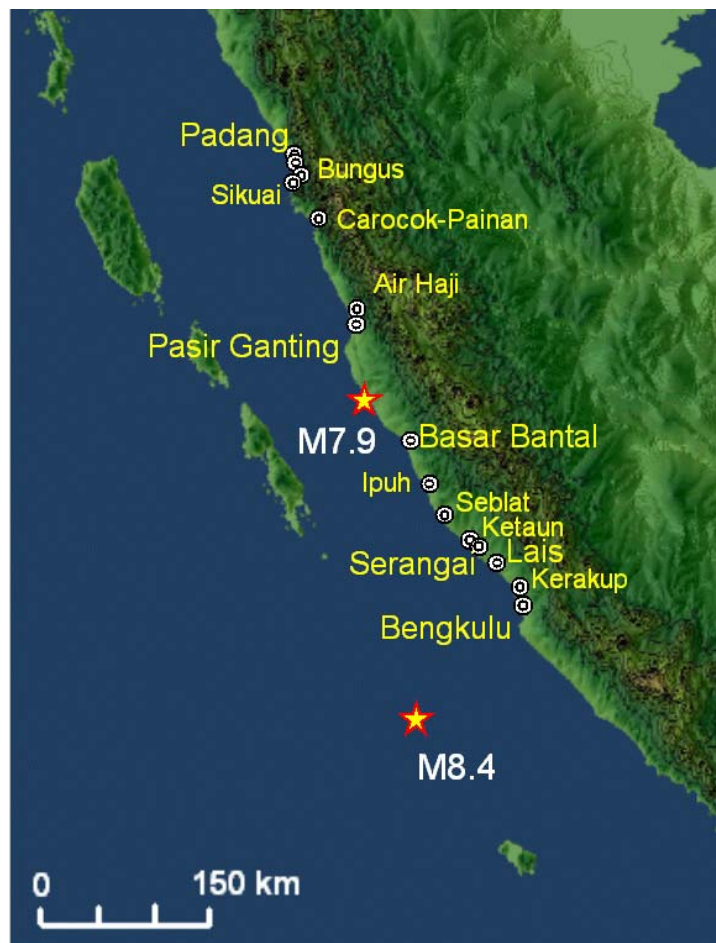 Padang
Bungus
Sikuai
Carocok-Painan
Air Haji
Pasir Ganting
M7.9
Basar Bantal
Ipuh
Seblat
Ketaun
Serangai
Lais
Kerakup
Bengkulu
M8.4
0 150 km